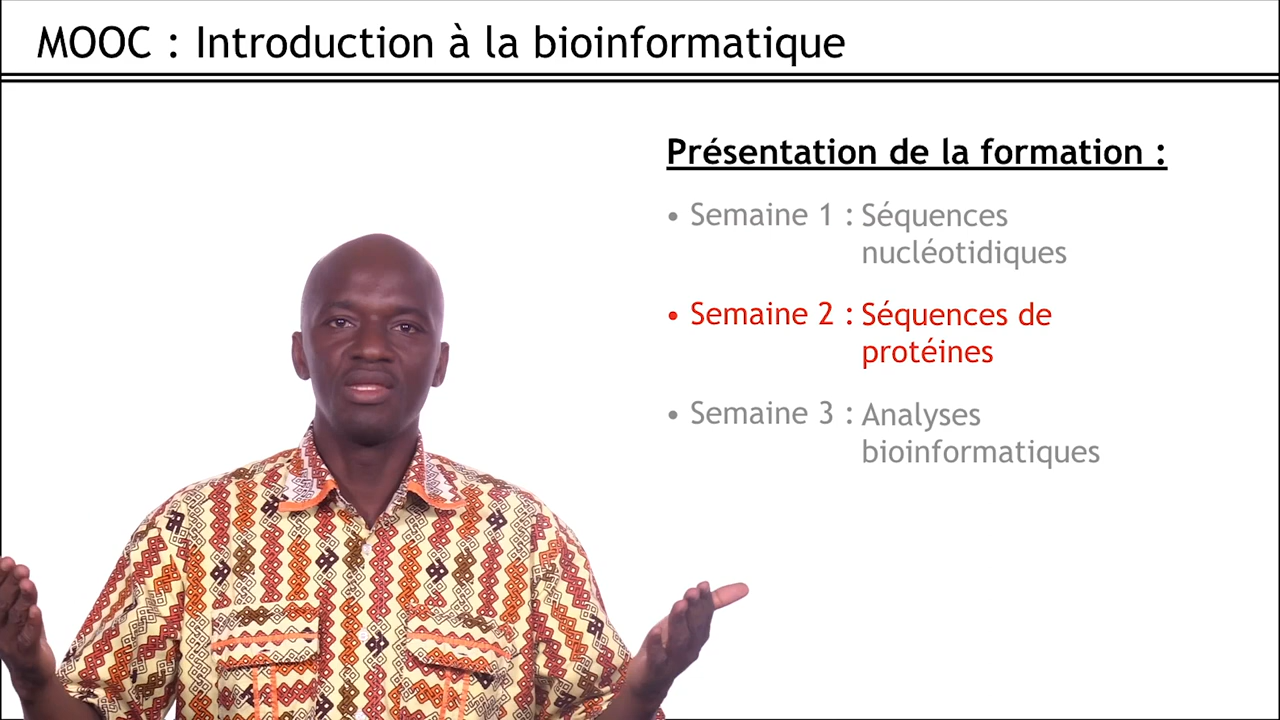 MOOC : Introduction à la bioinformatique
Présentation de la formation :
• Semaine 1 : Séquences
nucléotidiques
• Semaine 2 : Séquences de
protéines
• Semaine 3 : Analyses
bioinformatiques